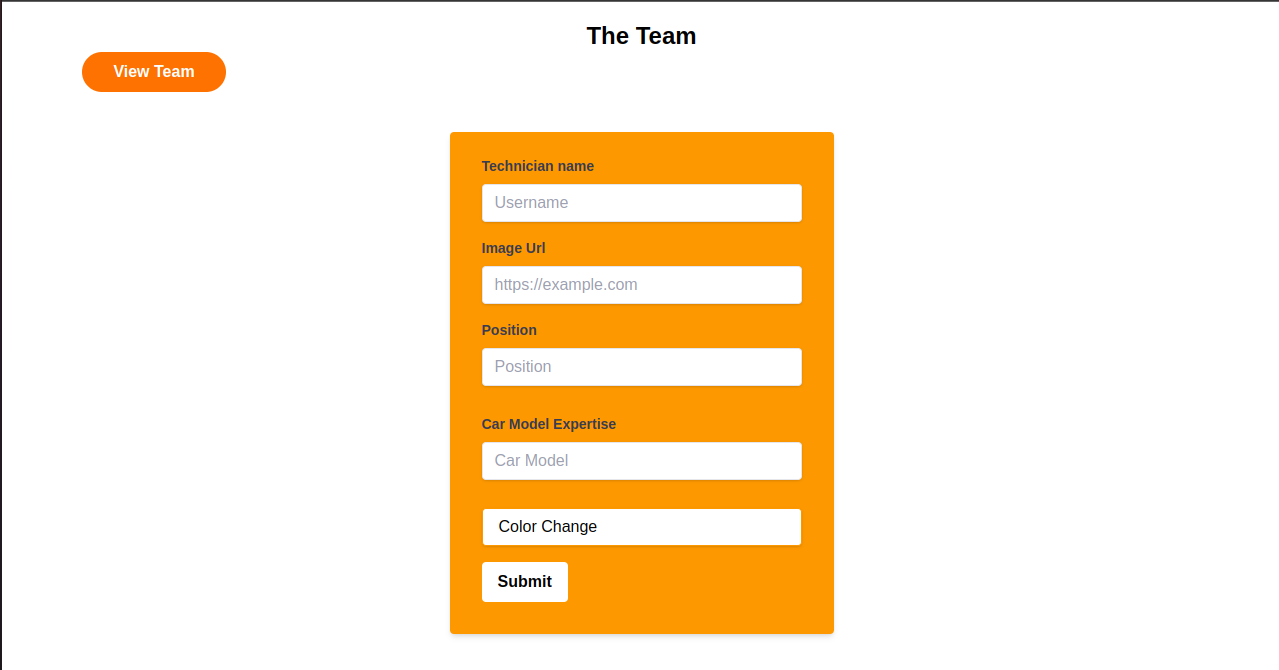 The Team
View Team
Technician name
Username
Image Url
https://example.com
Position
Position
Car Model Expertise
Car Model
Color Change
Submit